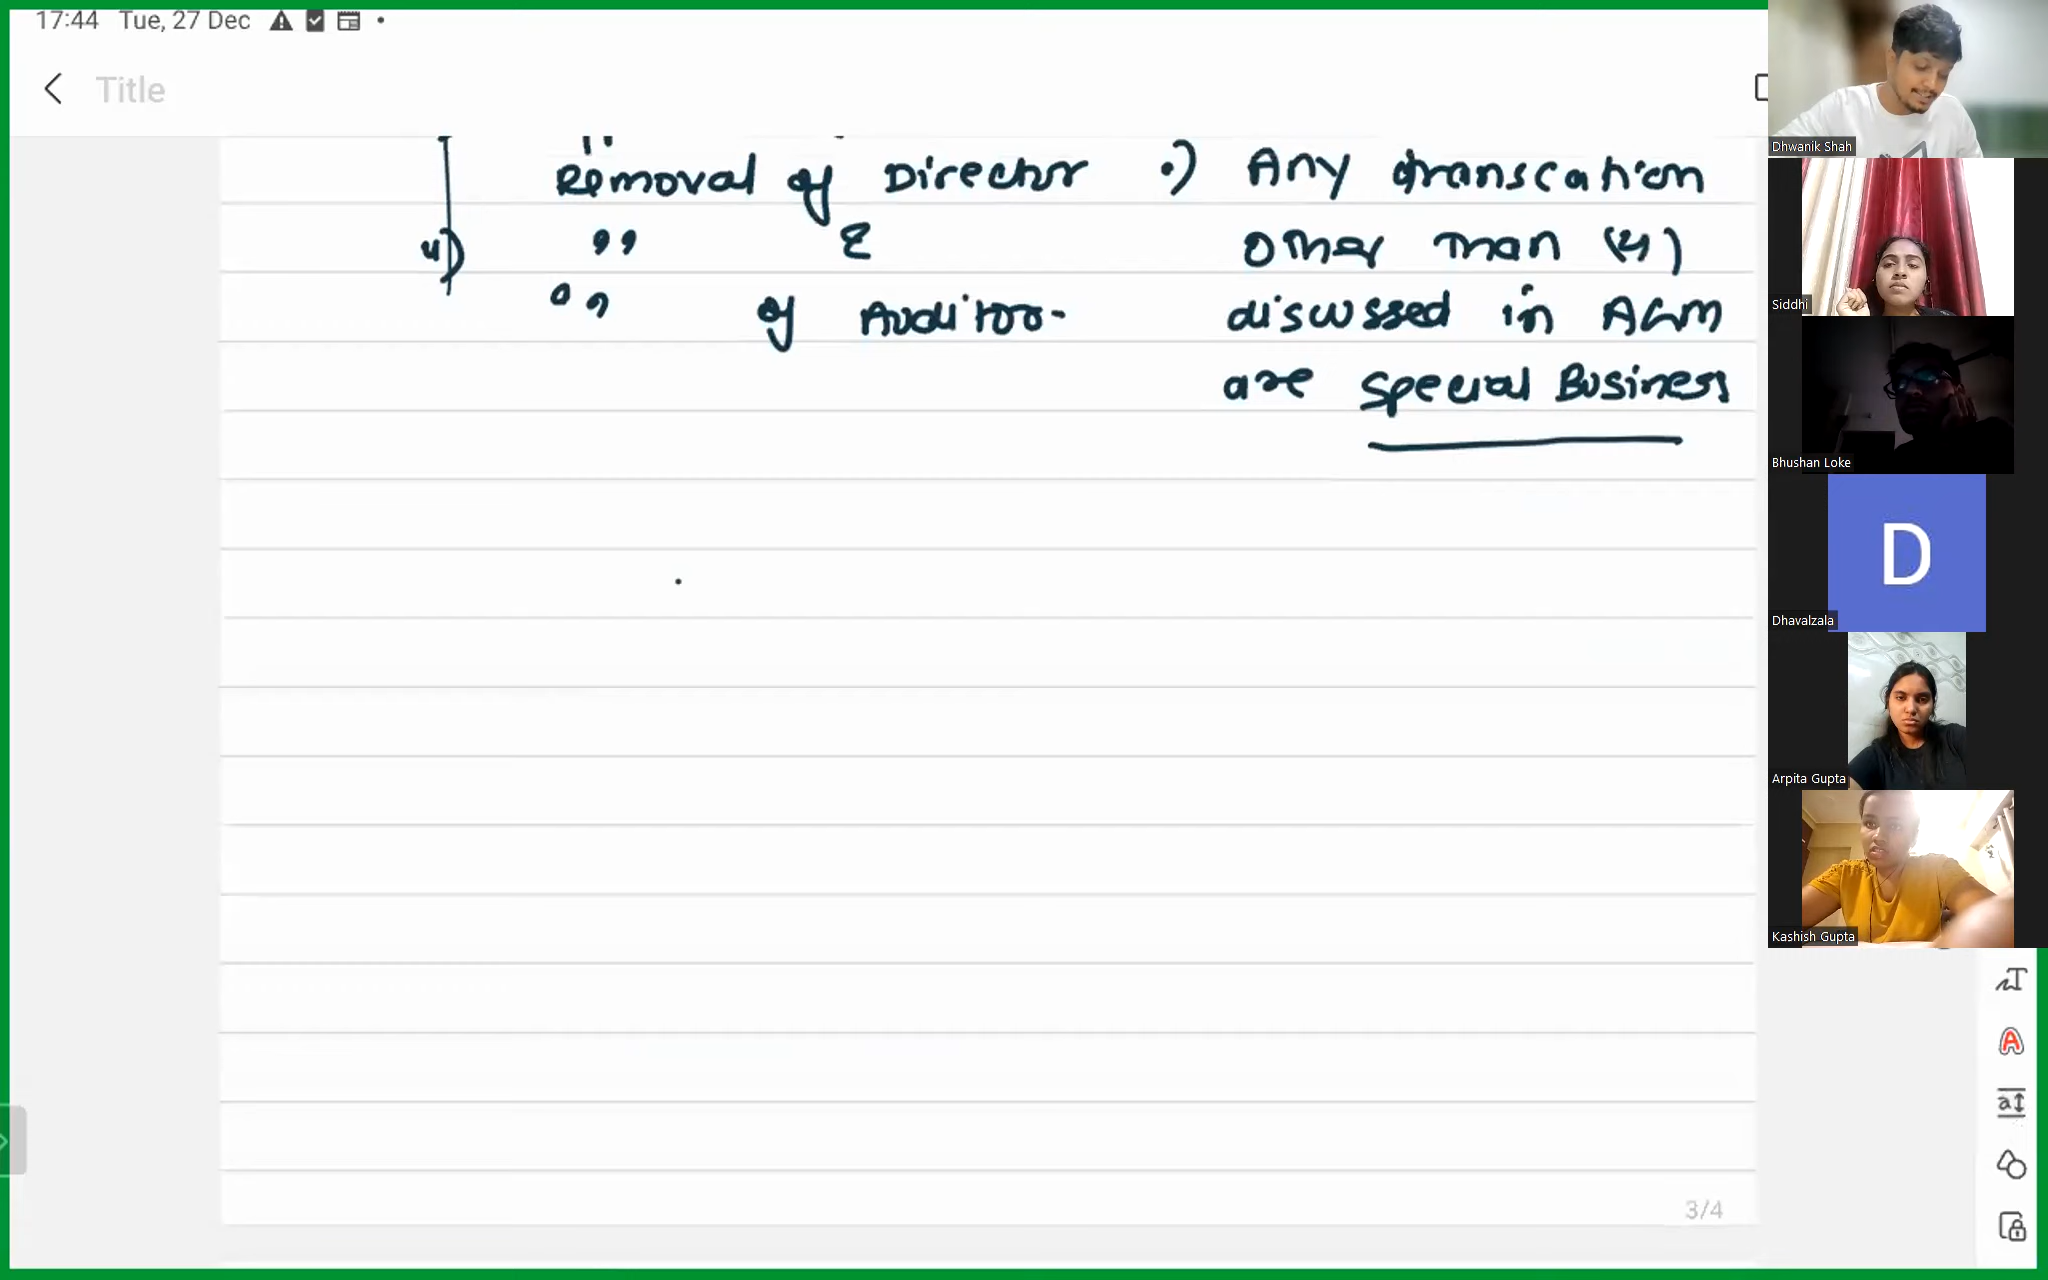 17:44 Tue, 27 Dec
Title
Removal of Director
4) ,, &
,, of Auditor
•) Any transcation
other than (4)
discussed in AGM
are Special Business
3/4
Dhwanik Shah
Siddhi
Bhushan Loke
D
Dhavalzala
Arpita Gupta
Kashish Gupta